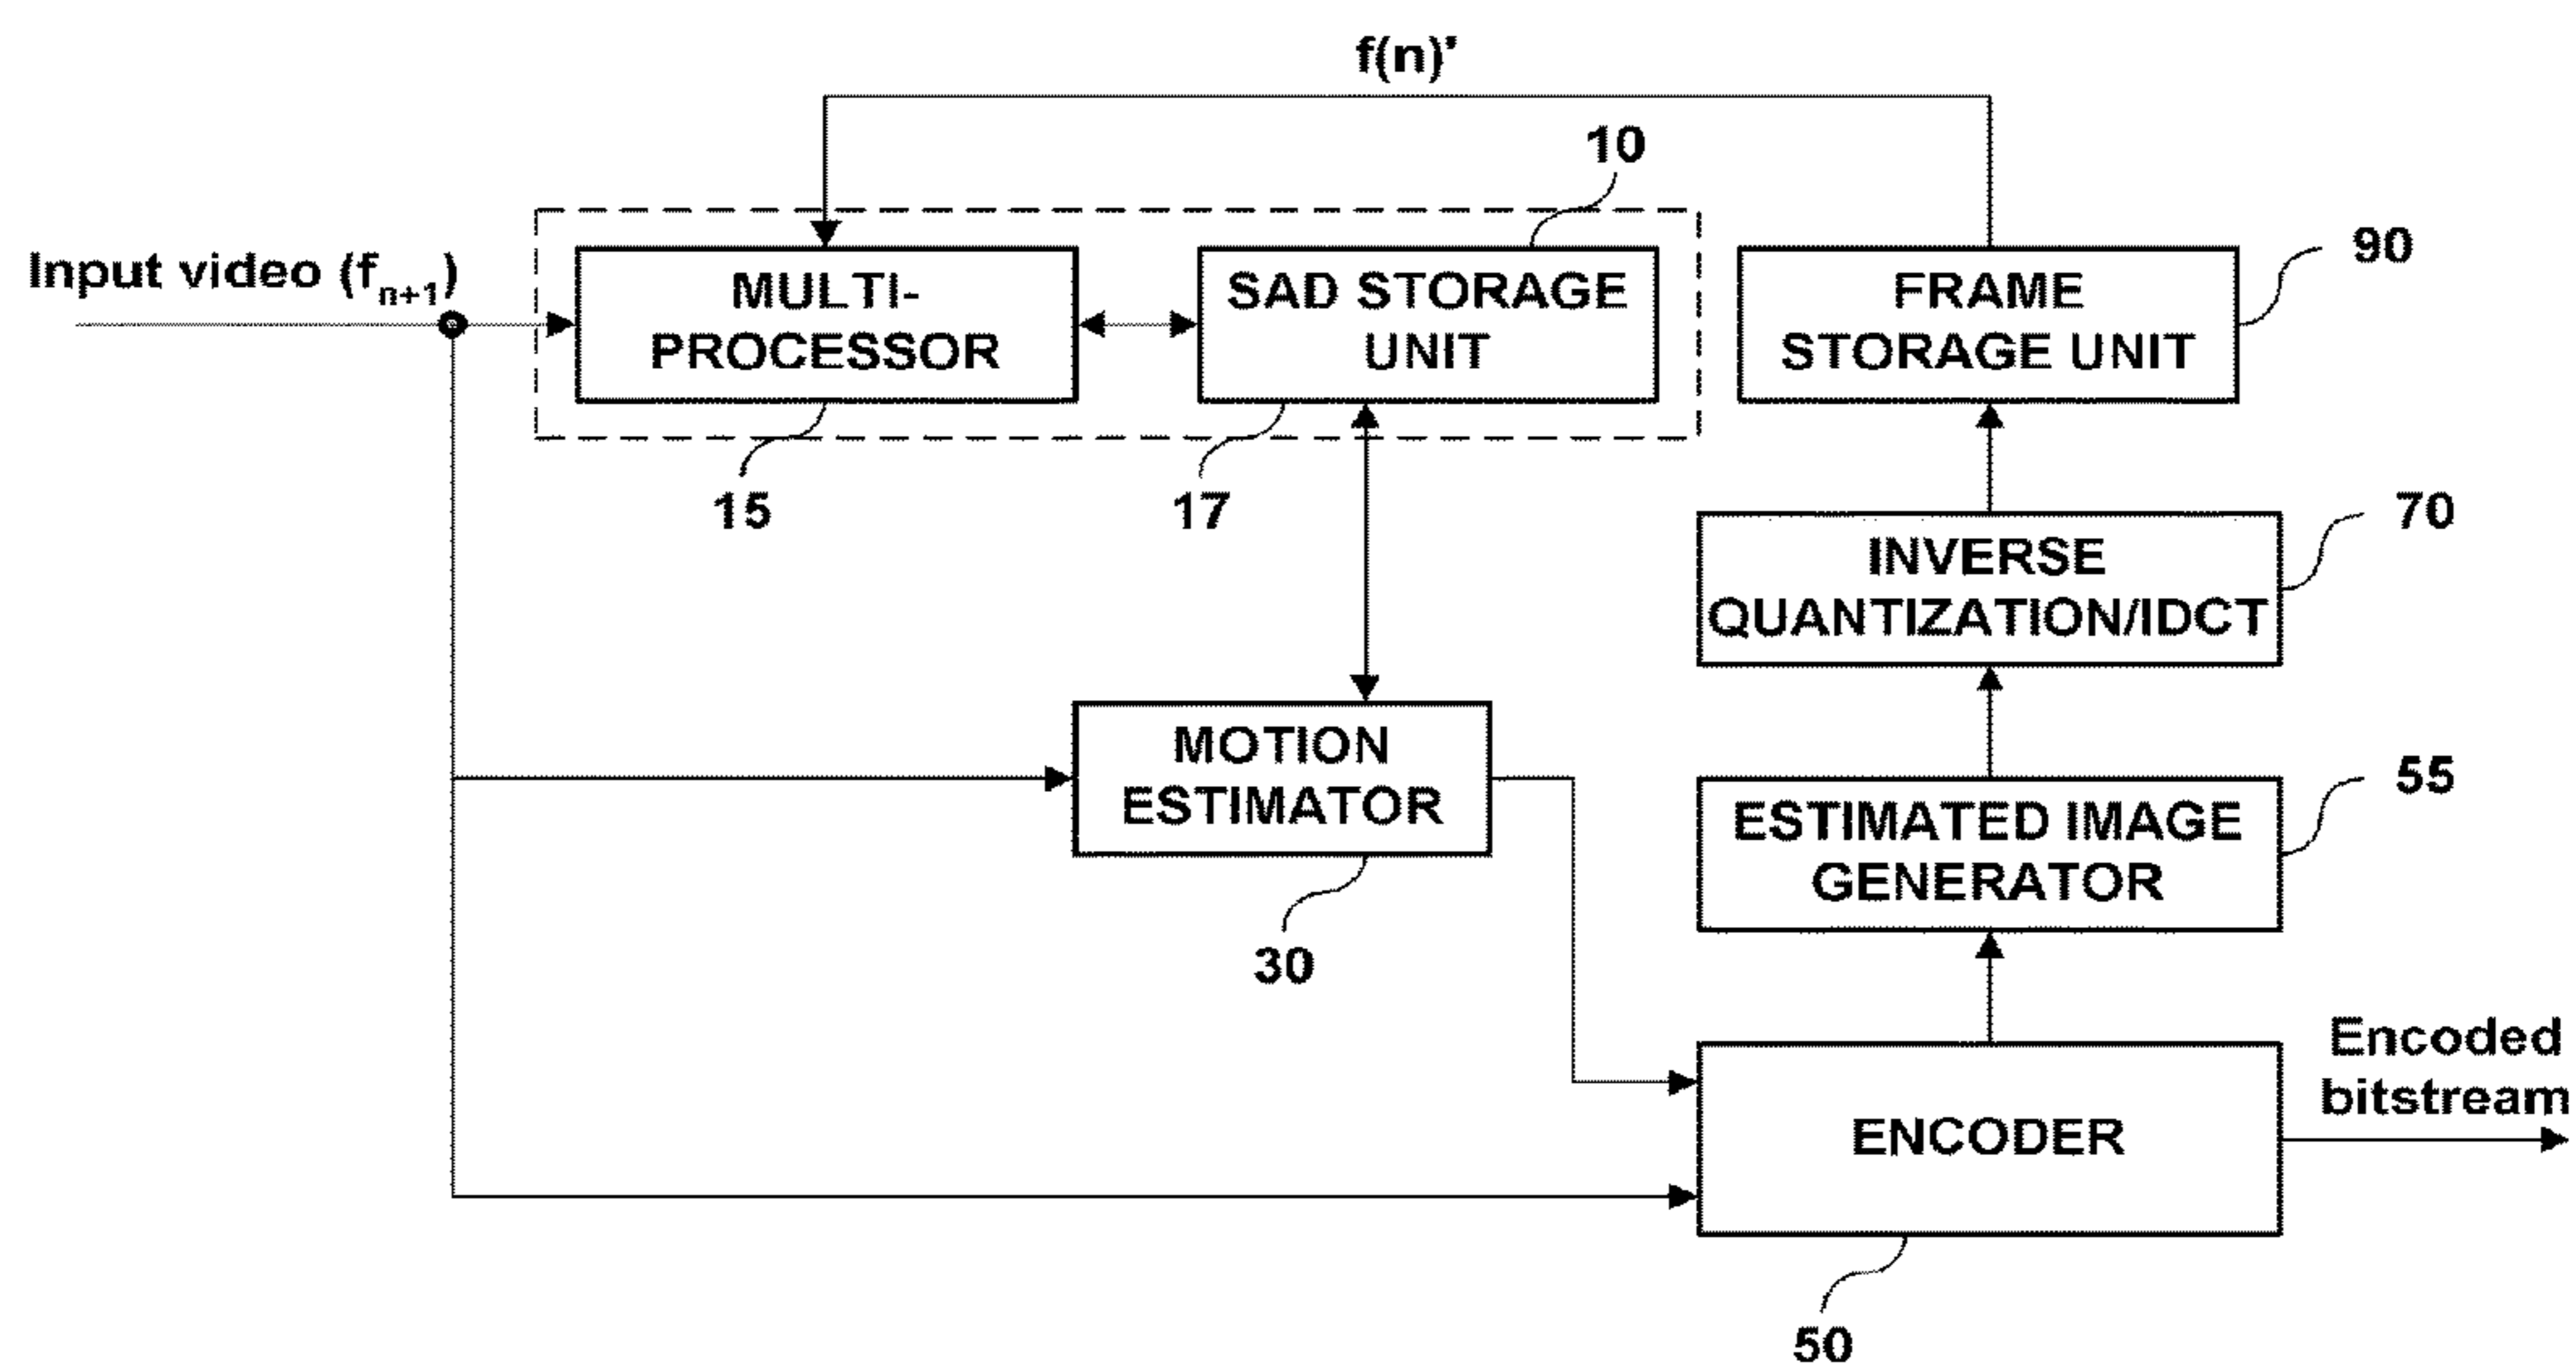 f(n)'
10
Input video (fn+1)
MULTI-
PROCESSOR
SAD STORAGE
UNIT
FRAME
STORAGE UNIT
90
15
17
INVERSE
QUANTIZATION/IDCT
70
MOTION
ESTIMATOR
30
ESTIMATED IMAGE
GENERATOR
55
ENCODER
50
Encoded
bitstream